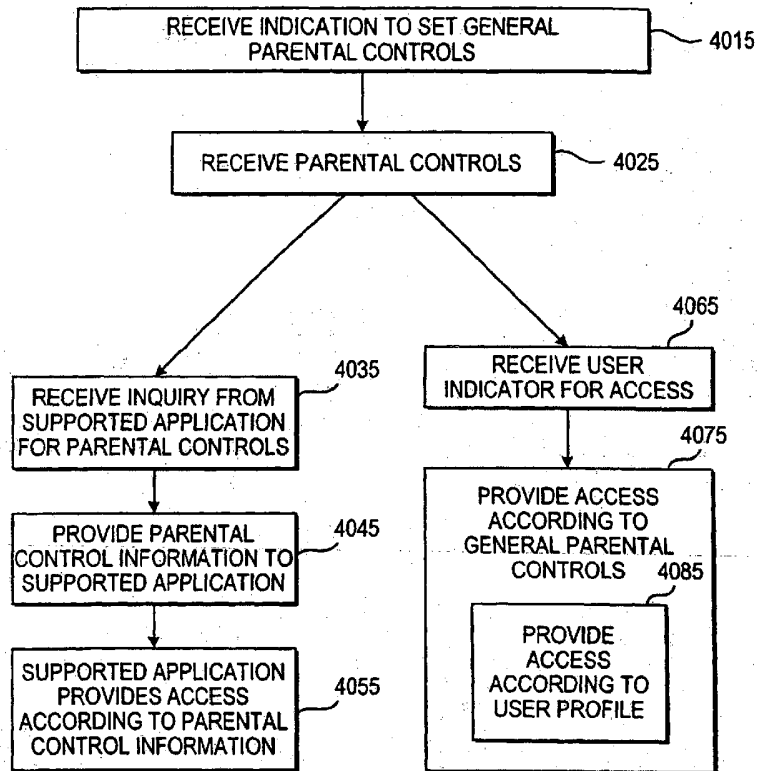 RECEIVE INDICATION TO SET GENERAL
PARENTAL CONTROLS
4015
RECEIVE PARENTAL CONTROLS
4025
4035
RECEIVE INQUIRY FROM
SUPPORTED APPLICATION
FOR PARENTAL CONTROLS
PROVIDE PARENTAL
CONTROL INFORMATION TO
SUPPORTED APPLICATION
4045
SUPPORTED APPLICATION
PROVIDES ACCESS
ACCORDING TO PARENTAL
CONTROL INFORMATION
4055
4065
RECEIVE USER
INDICATOR FOR ACCESS
4075
PROVIDE ACCESS
ACCORDING TO
GENERAL PARENTAL
CONTROLS
4085
PROVIDE
ACCESS
ACCORDING TO
USER PROFILE